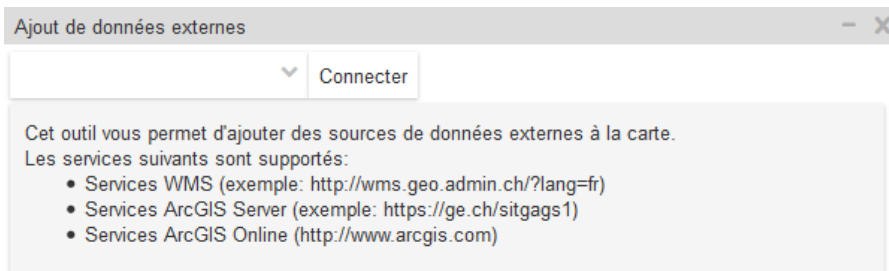 Ajout de données externes
Connecter
Cet outil vous permet d'ajouter des sources de données externes à la carte.
Les services suivants sont supportés:
• Services WMS (exemple: http://wms.geo.admin.ch/?lang=fr)
• Services ArcGIS Server (exemple: https://ge.ch/sitgags1)
• Services ArcGIS Online (http://www.arcgis.com)